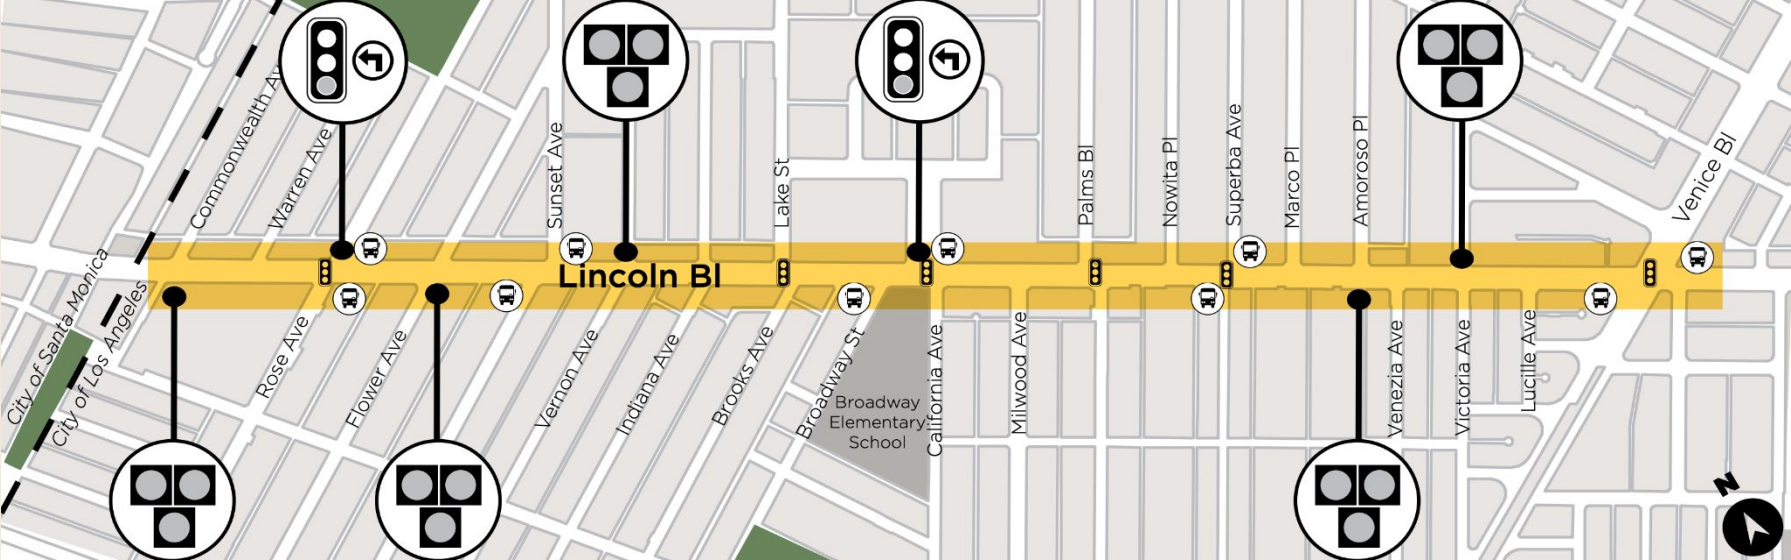 Commonwealth Av
Warren Ave
Sunset Ave
Lake St
Palms Bl
Nowita Pl
Superba Ave
Marco Pl
Amoroso Pl
Venice Bl
Lincoln Bl
City of Santa Monica
City of Los Angeles
Rose Ave
Flower Ave
Vernon Ave
Indiana Ave
Brooks Ave
Broadway St
Broadway
Elementary
School
California Ave
Milwood Ave
Venezia Ave
Victoria Ave
Lucille Ave
N